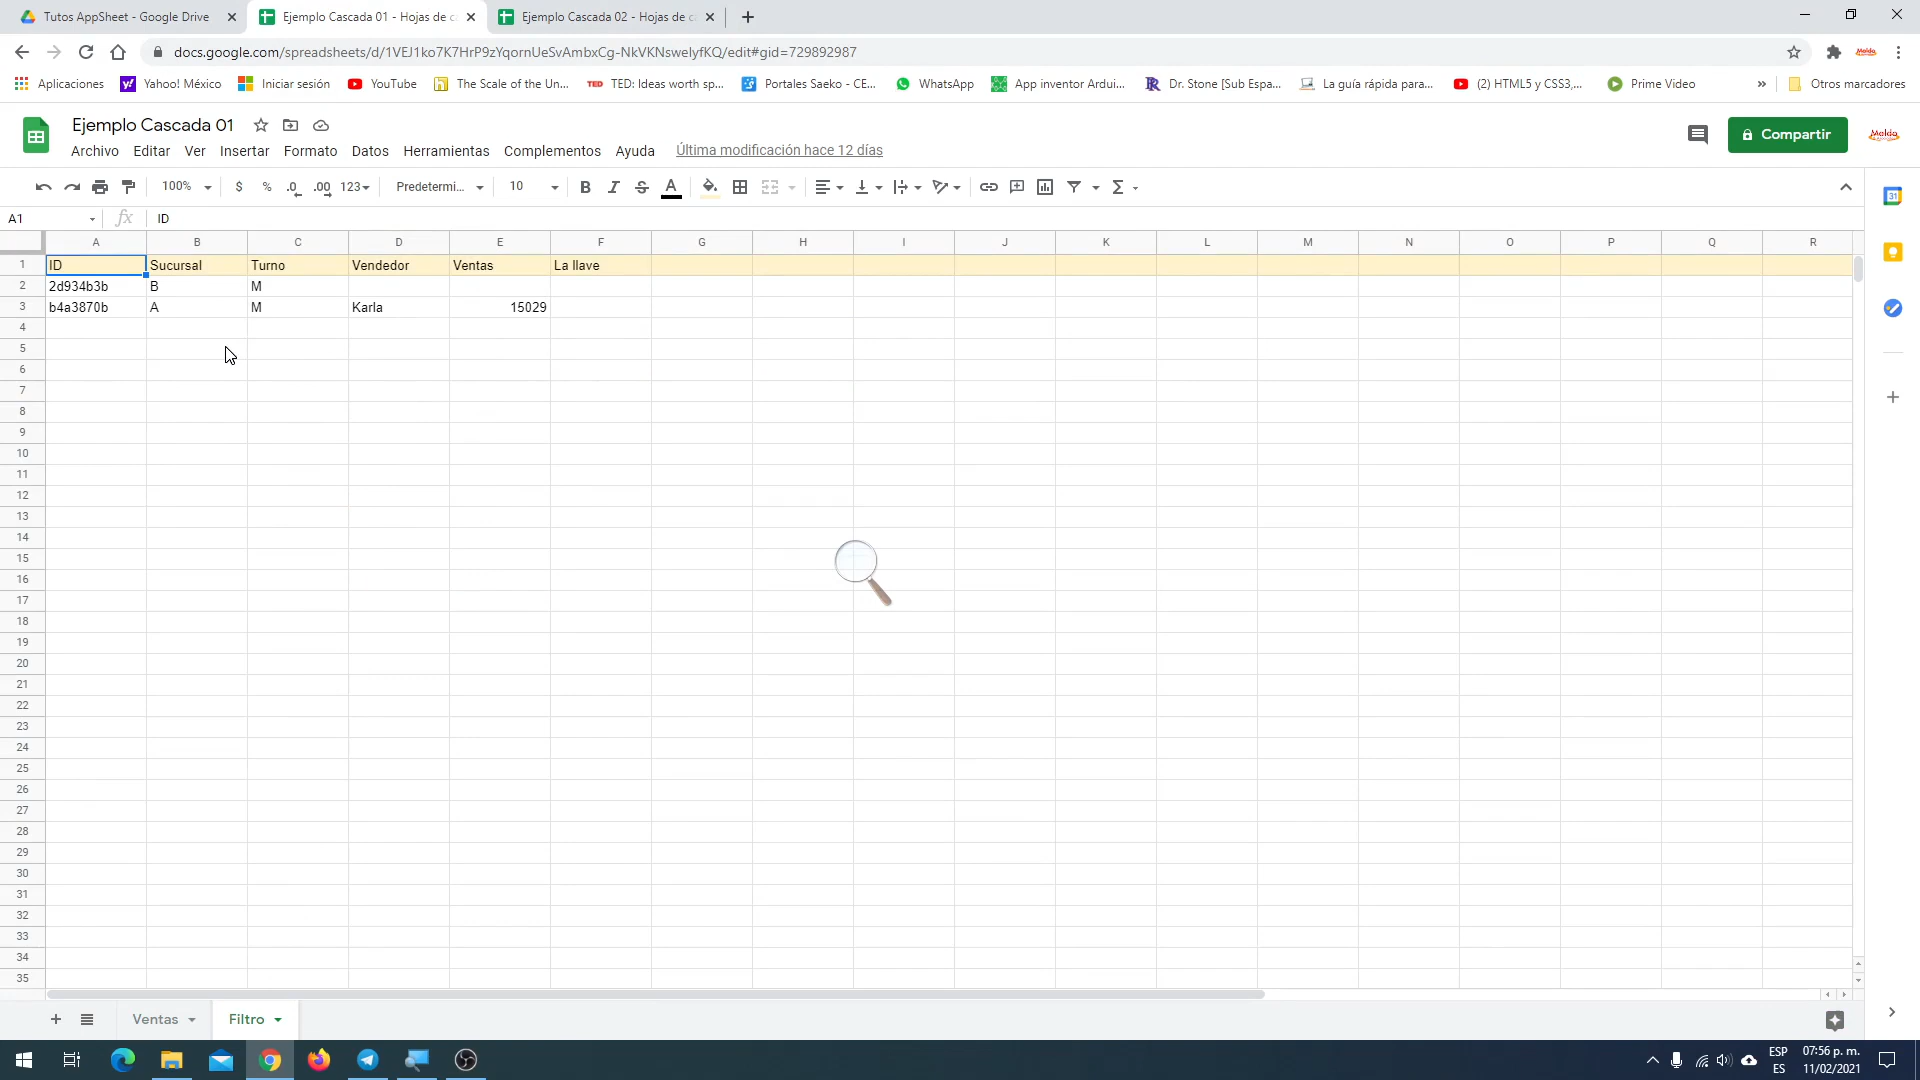 Tutos AppSheet - Google Drive
Ejemplo Cascada 01 - Hojas de c
Ejemplo Cascada 02 - Hojas de c
docs.google.com/spreadsheets/d/1VEJ1ko7K7HrP9zYqornUeSvAmbxCg-NkVKNswelyfKQ/edit#gid=729892987
Aplicaciones Yahoo! México Iniciar sesión YouTube The Scale of the Un... TED: Ideas worth sp... Portales Saeko - CE... WhatsApp App inventor Ardui... Dr. Stone [Sub Espa... La guía rápida para... (2) HTML5 y CSS3,... Prime Video » Otros marcadores
Ejemplo Cascada 01
Archivo Editar Ver Insertar Formato Datos Herramientas Complementos Ayuda Última modificación hace 12 días
Compartir
Maldo
100% $ % .0 .00 123 Predetermi... 10 B I S A Σ
A1 fx ID
A B C D E F G H I J K L M N O P Q R
1 ID Sucursal Turno Vendedor Ventas La llave
2 2d934b3b B M
3 b4a3870b A M Karla 15029
4
5
6
7
8
9
10
11
12
13
14
15
16
17
18
19
20
21
22
23
24
25
26
27
28
29
30
31
32
33
34
35
31
Ventas Filtro
ESP 07:56 p. m.
ES 11/02/2021